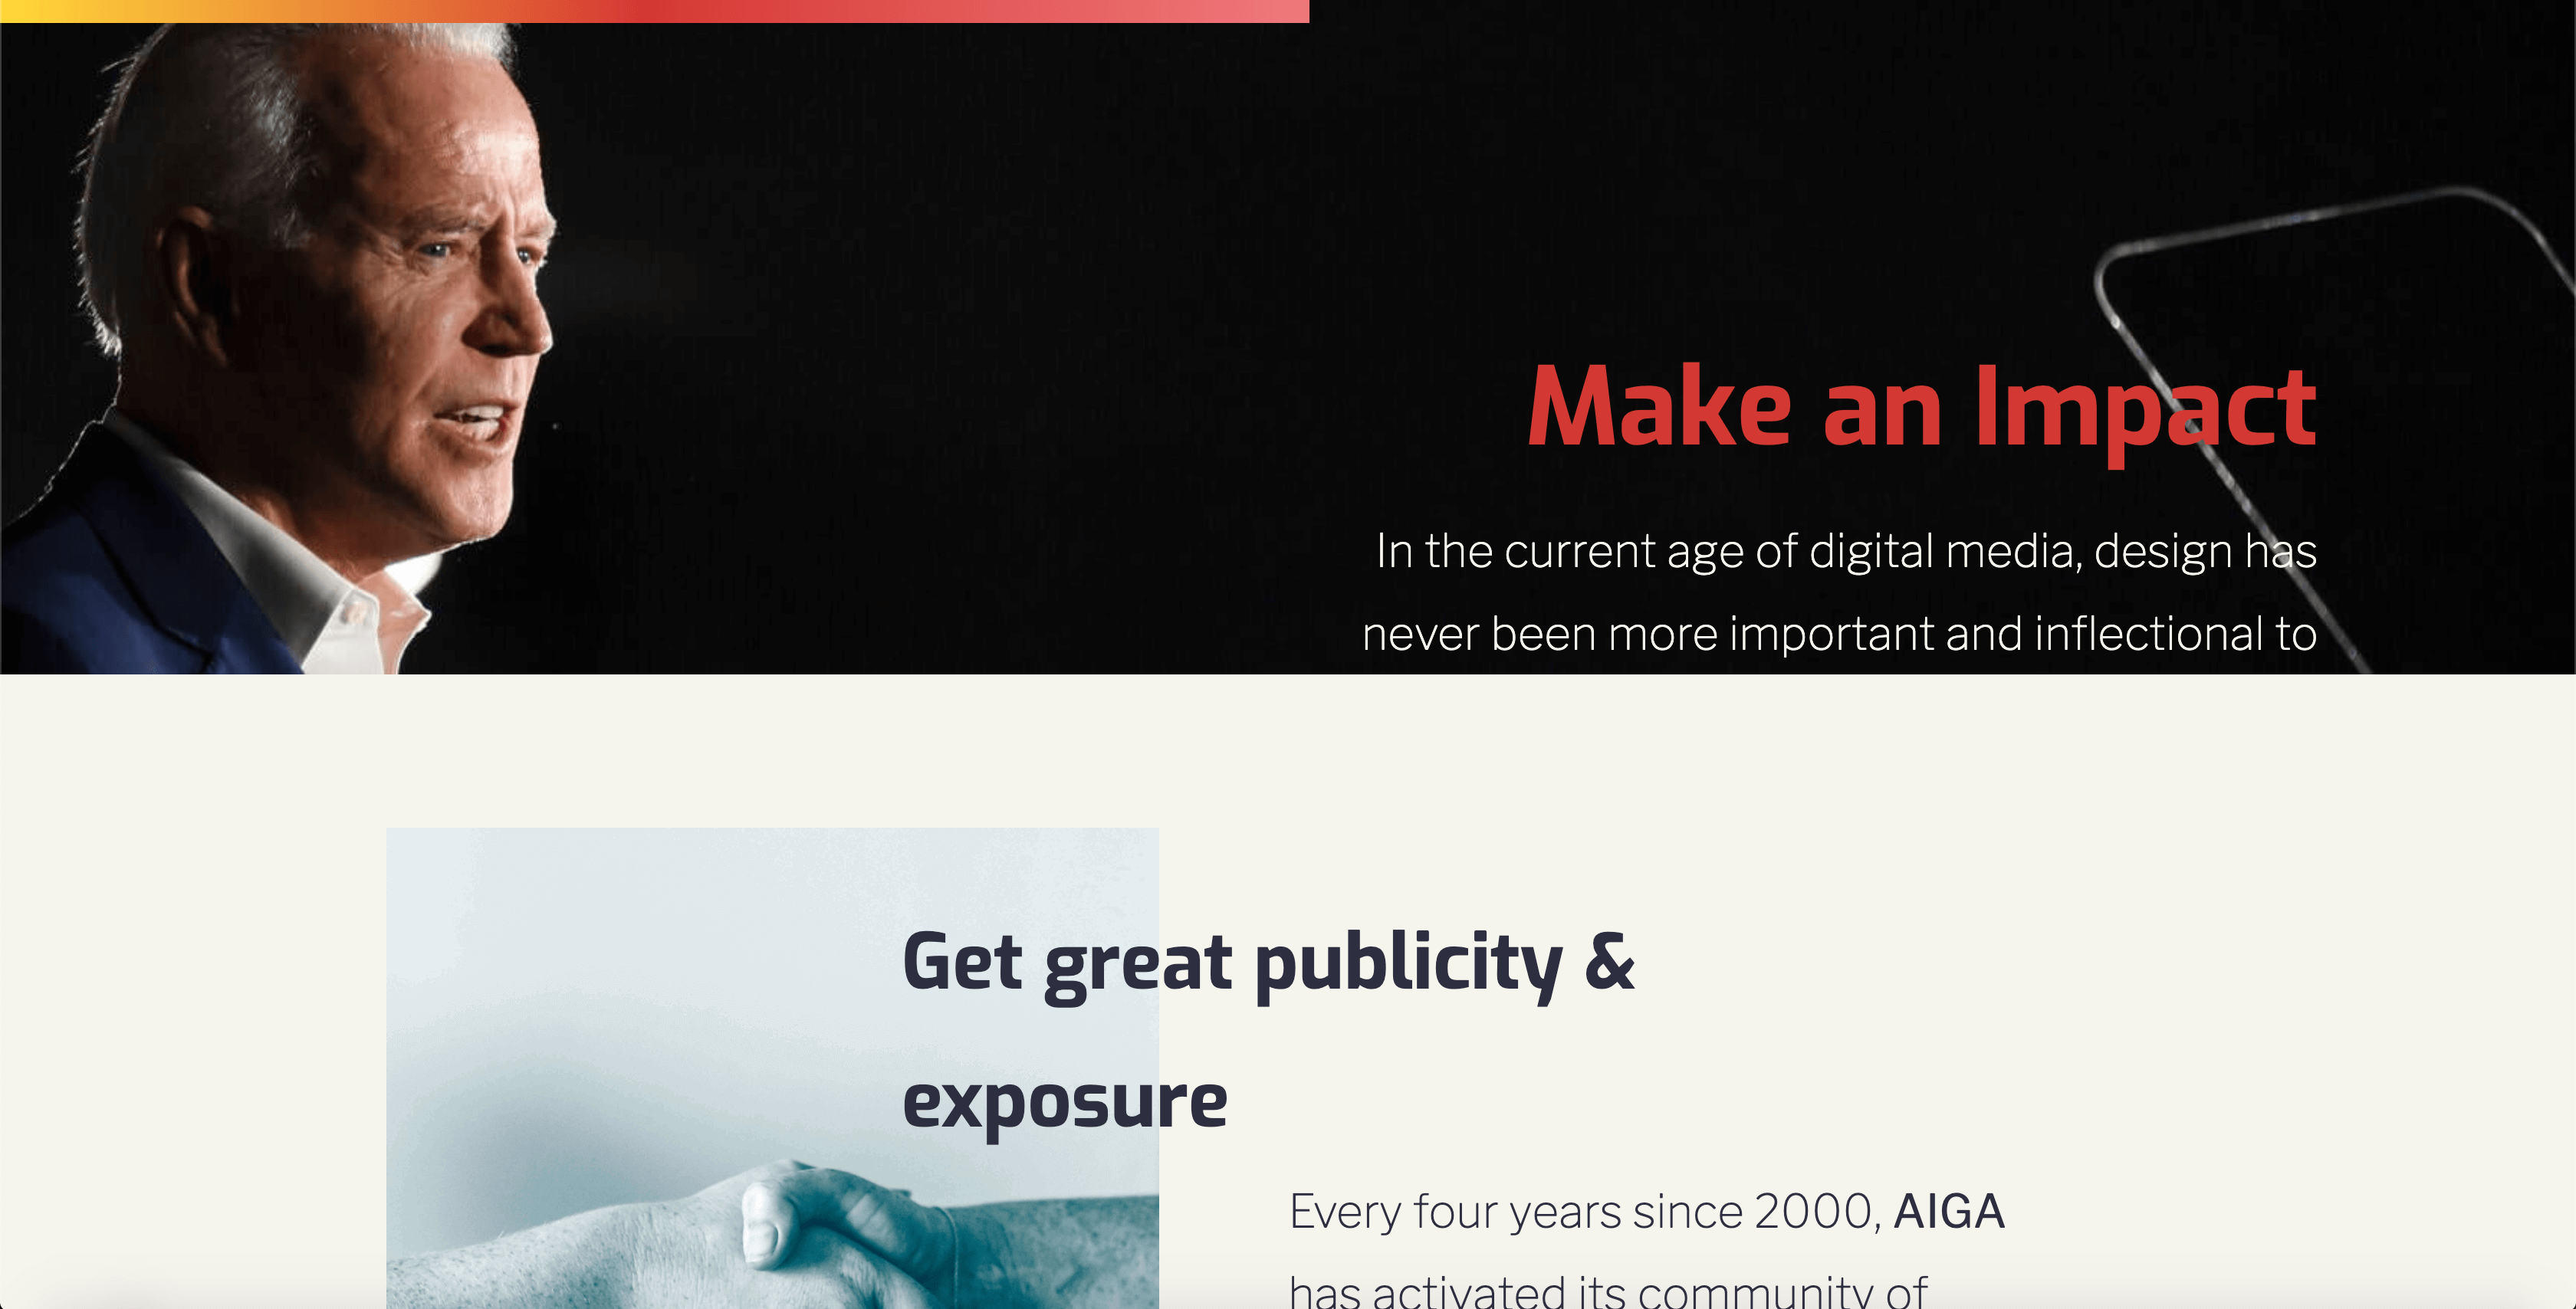 Make an Impact
In the current age of digital media, design has
never been more important and inflectional to
Get great publicity &
exposure
Every four years since 2000, AIGA
has activated its community of